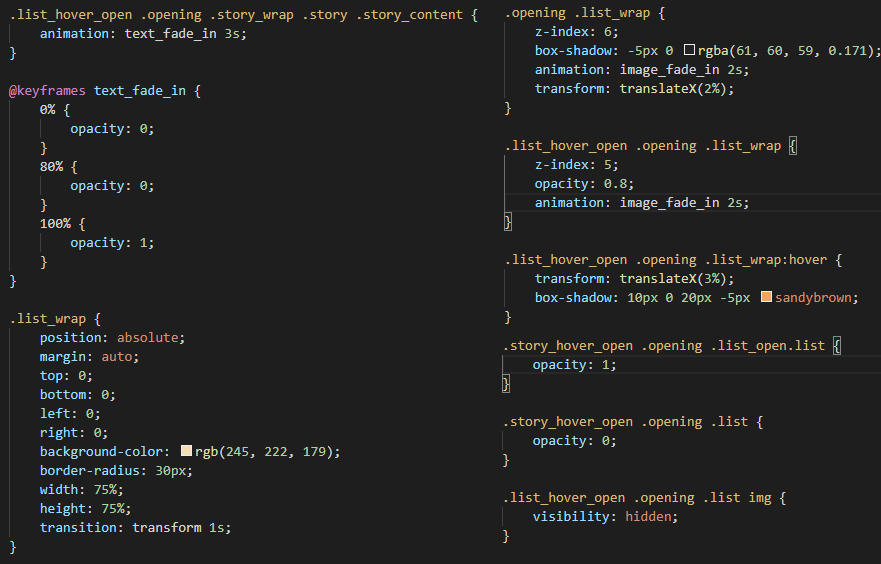 .list_hover_open .opening .story_wrap .story .story_content {
    animation: text_fade_in 3s;
}

@keyframes text_fade_in {
    0% {
        opacity: 0;
    }
    80% {
        opacity: 0;
    }
    100% {
        opacity: 1;
    }
}

.list_wrap {
    position: absolute;
    margin: auto;
    top: 0;
    bottom: 0;
    left: 0;
    right: 0;
    background-color: rgb(245, 222, 179);
    border-radius: 30px;
    width: 75%;
    height: 75%;
    transition: transform 1s;
}

.opening .list_wrap {
    z-index: 6;
    box-shadow: -5px 0 rgba(61, 60, 59, 0.171);
    animation: image_fade_in 2s;
    transform: translateX(2%);
}

.list_hover_open .opening .list_wrap {
    z-index: 5;
    opacity: 0.8;
    animation: image_fade_in 2s;
}

.list_hover_open .opening .list_wrap:hover {
    transform: translateX(3%);
    box-shadow: 10px 0 20px -5px sandybrown;
}

.story_hover_open .opening .list_open.list {
    opacity: 1;
}

.story_hover_open .opening .list {
    opacity: 0;
}

.list_hover_open .opening .list img {
    visibility: hidden;
}